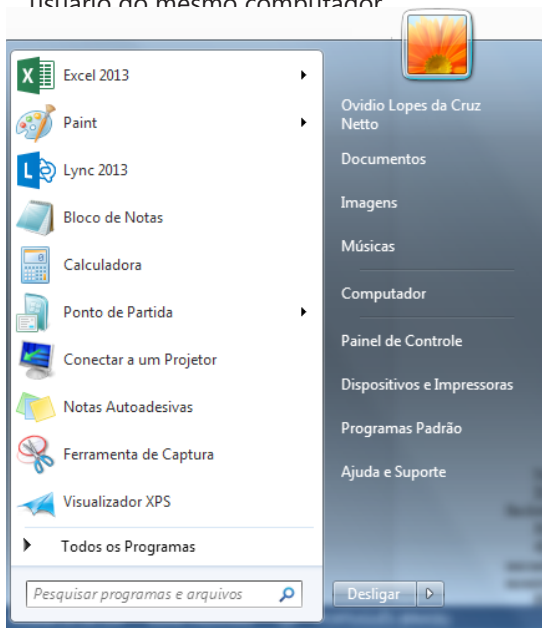 usuário do mesmo computador
Excel 2013
Paint
Lync 2013
Bloco de Notas
Calculadora
Ponto de Partida
Conectar a um Projetor
Notas Autoadesivas
Ferramenta de Captura
Visualizador XPS
Todos os Programas
Pesquisar programas e arquivos
Ovidio Lopes da Cruz
Netto
Documentos
Imagens
Músicas
Computador
Painel de Controle
Dispositivos e Impressoras
Programas Padrão
Ajuda e Suporte
Desligar